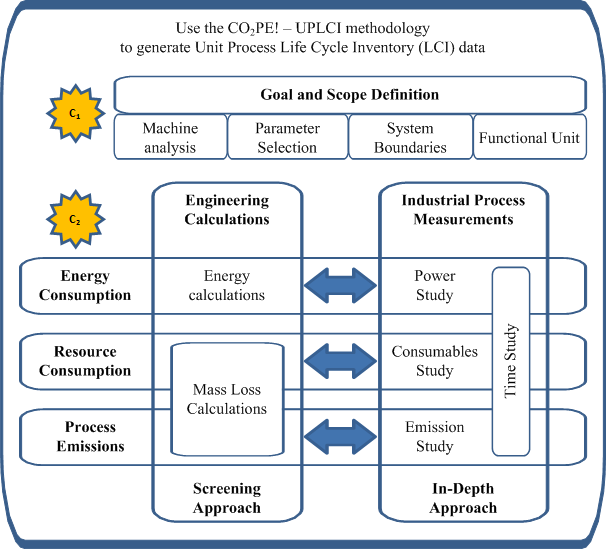 Use the CO₂PE! – UPLCI methodology
to generate Unit Process Life Cycle Inventory (LCI) data
C₁
Goal and Scope Definition
Machine
analysis
Parameter
Selection
System
Boundaries
Functional Unit
C₂
Engineering
Calculations
Industrial Process
Measurements
Energy
Consumption
Energy
calculations
Power
Study
Time Study
Resource
Consumption
Mass Loss
Calculations
Consumables
Study
Process
Emissions
Emission
Study
Screening
Approach
In-Depth
Approach